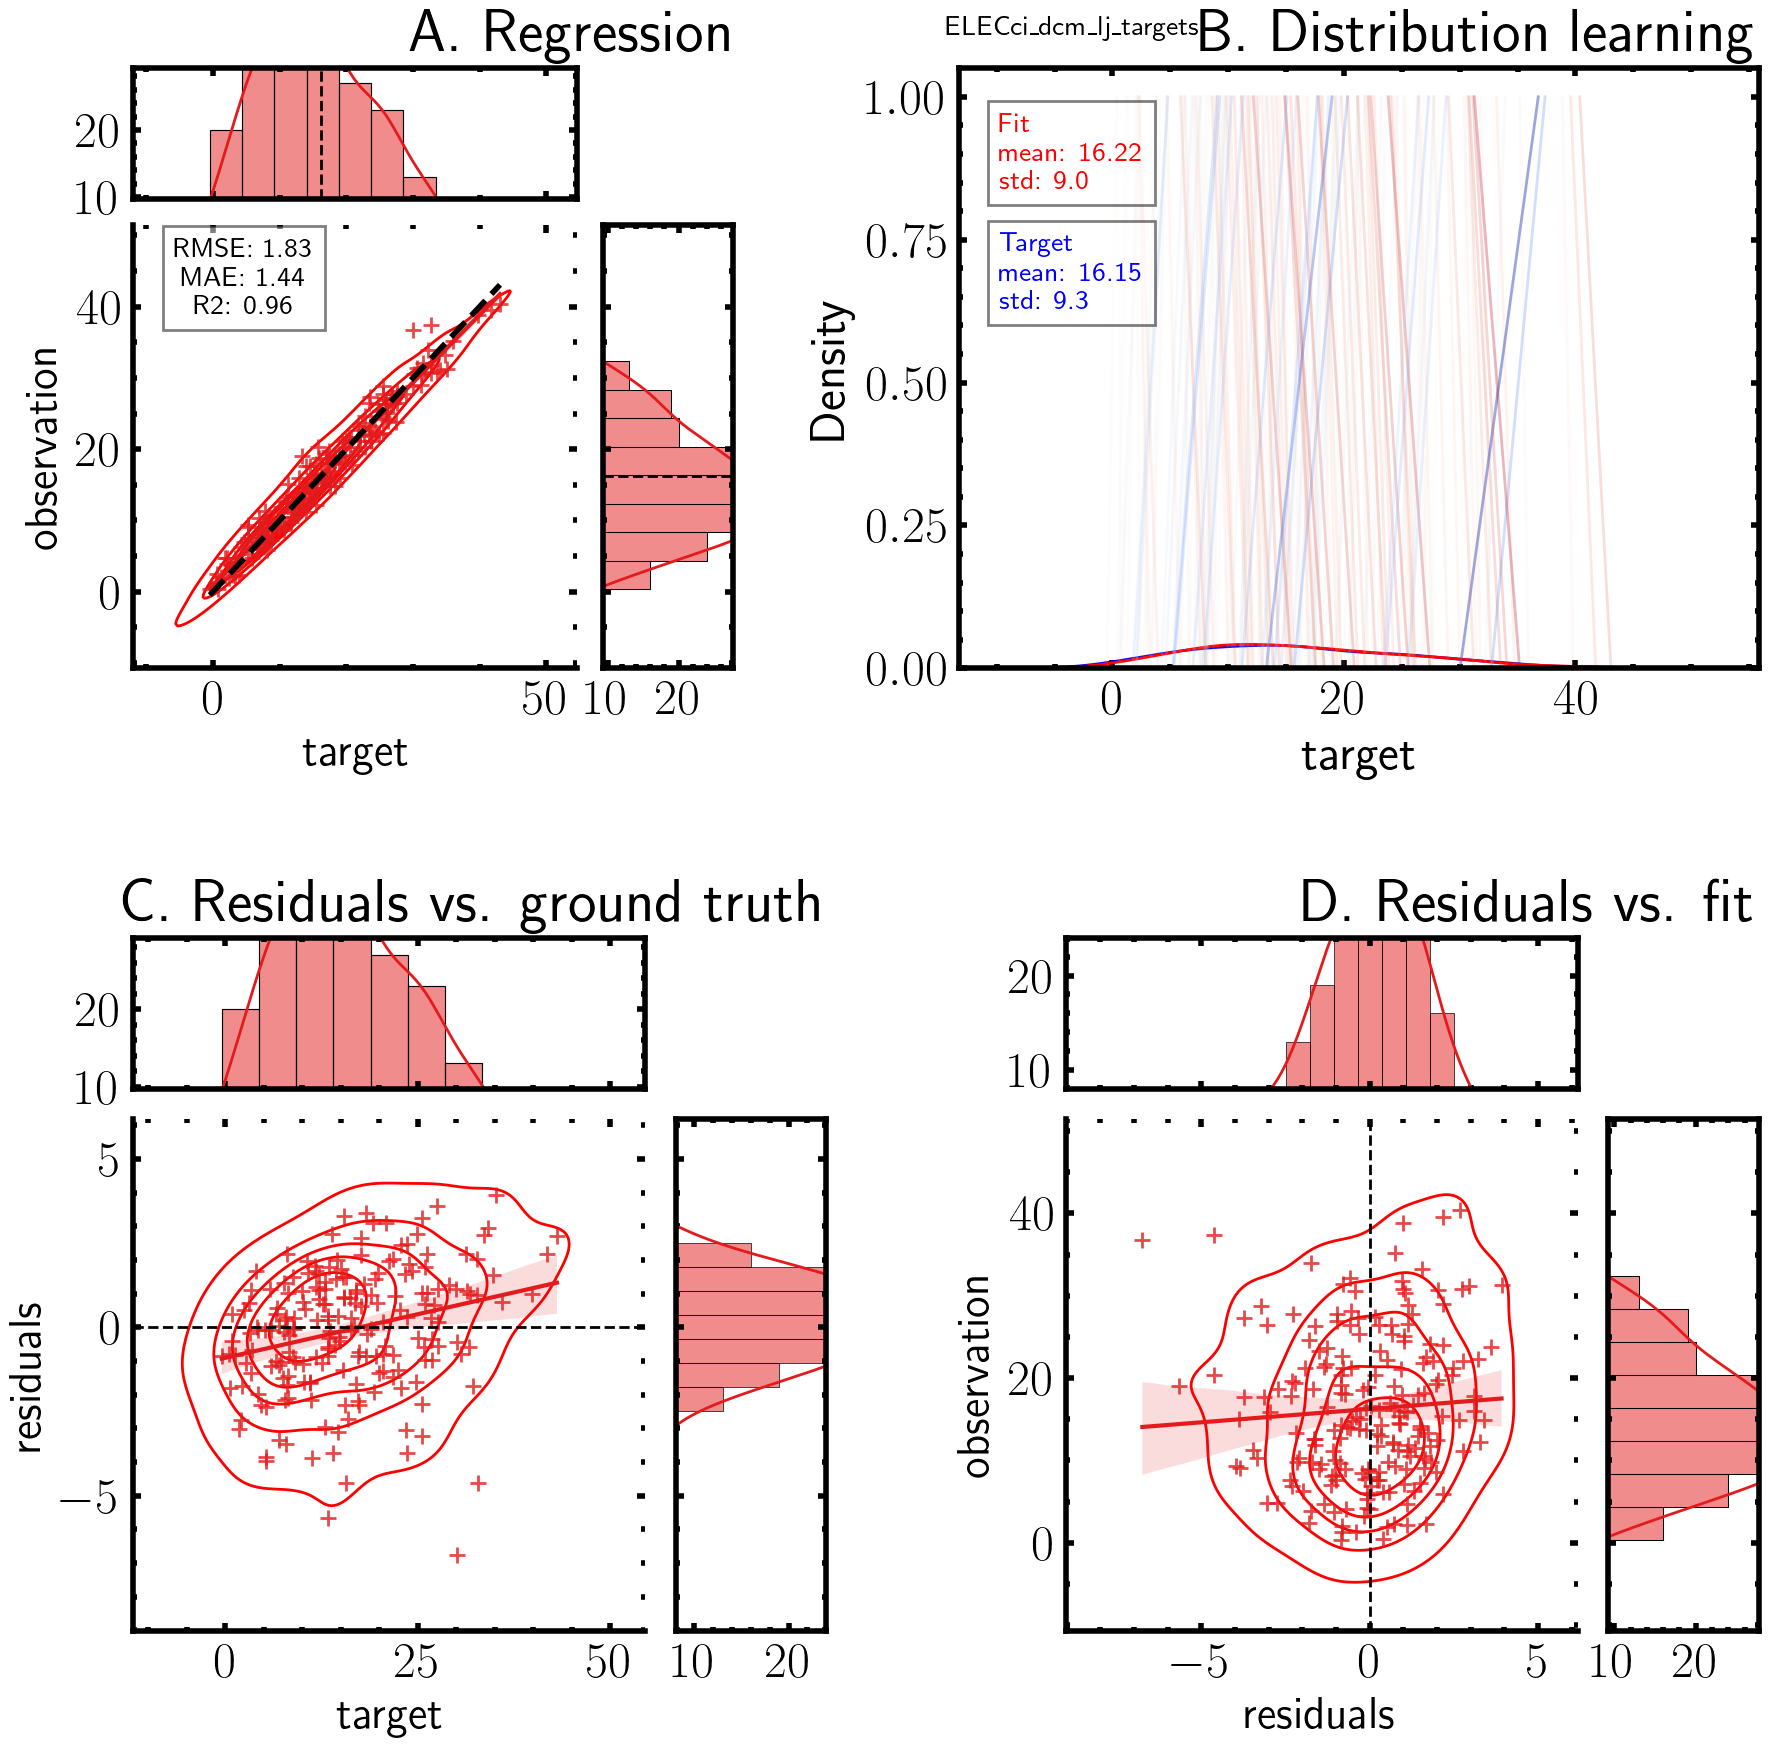 A. Regression
20
10
RMSE: 1.83
MAE: 1.44
R2: 0.96
40
20
0
observation
0
50
target
10
20
ELECci_dcm_lj_targets
B. Distribution learning
1.00
0.75
0.50
0.25
0.00
Density
Fit
mean: 16.22
std: 9.0
Target
mean: 16.15
std: 9.3
0
20
40
target
C. Residuals vs. ground truth
20
10
5
0
−5
residuals
0
25
50
target
10
20
D. Residuals vs. fit
20
10
40
20
0
observation
−5
0
5
residuals
10
20